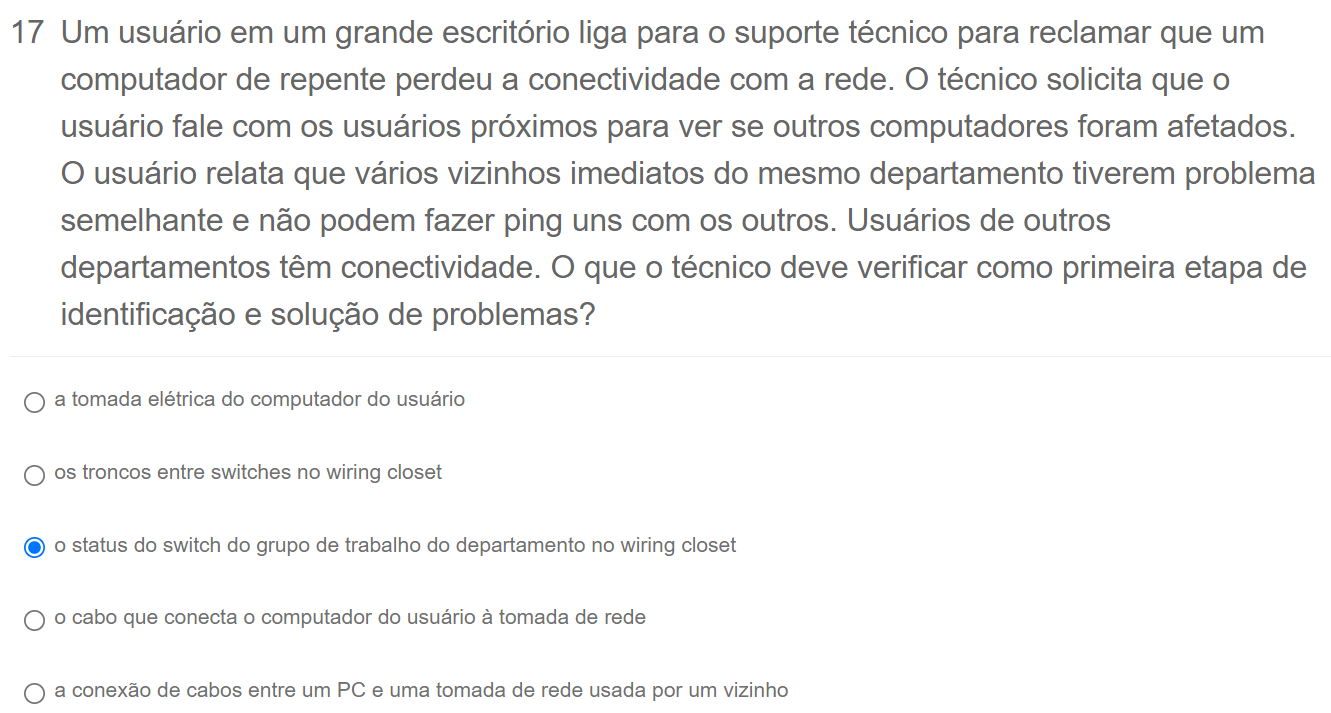 17 Um usuário em um grande escritório liga para o suporte técnico para reclamar que um
computador de repente perdeu a conectividade com a rede. O técnico solicita que o
usuário fale com os usuários próximos para ver se outros computadores foram afetados.
O usuário relata que vários vizinhos imediatos do mesmo departamento tiverem problema
semelhante e não podem fazer ping uns com os outros. Usuários de outros
departamentos têm conectividade. O que o técnico deve verificar como primeira etapa de
identificação e solução de problemas?
a tomada elétrica do computador do usuário
os troncos entre switches no wiring closet
o status do switch do grupo de trabalho do departamento no wiring closet
o cabo que conecta o computador do usuário à tomada de rede
a conexão de cabos entre um PC e uma tomada de rede usada por um vizinho